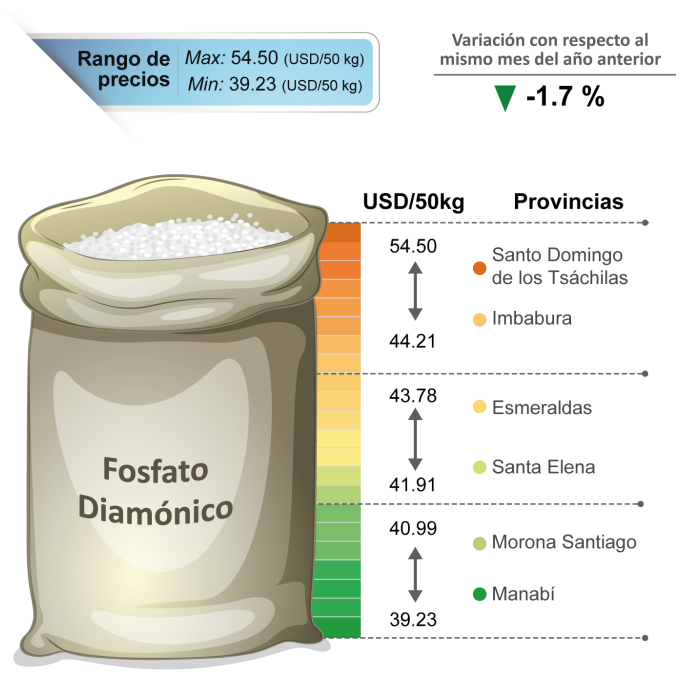 Rango de
precios
Max: 54.50 (USD/50 kg)
Min: 39.23 (USD/50 kg)
Variación con respecto al
mismo mes del año anterior
-1.7 %
USD/50kg
Provincias
54.50
Santo Domingo
de los Tsáchilas
Imbabura
44.21
43.78
Esmeraldas
Santa Elena
41.91
40.99
Morona Santiago
Manabí
39.23
Fosfato
Diamónico